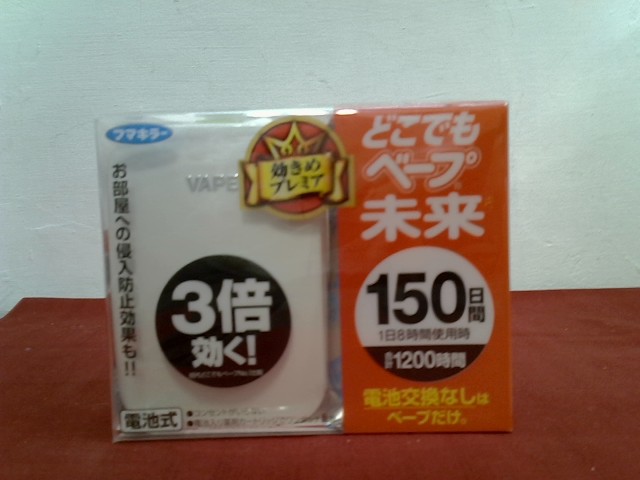 フマキラー
お部屋への侵入防止効果も!!
VAPE
効きめ
プレミア
3倍
効く!
電池式
どこでも
ベープ
未来
150日間
1日8時間使用時
合計1200時間
電池交換なしは
ベープだけ。